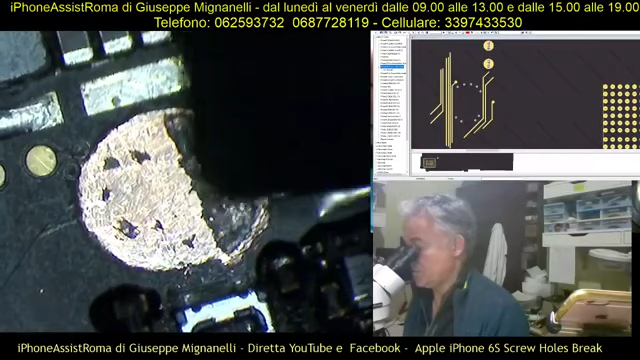 iPhoneAssistRoma di Giuseppe Mignanelli - dal lunedì al venerdì dalle 09.00 alle 13.00 e dalle 15.00 alle 19.00
Telefono: 062593732 0687728119 - Cellulare: 3397433530
iPhoneAssistRoma di Giuseppe Mignanelli - Diretta YouTube e Facebook - Apple iPhone 6S Screw Holes Break